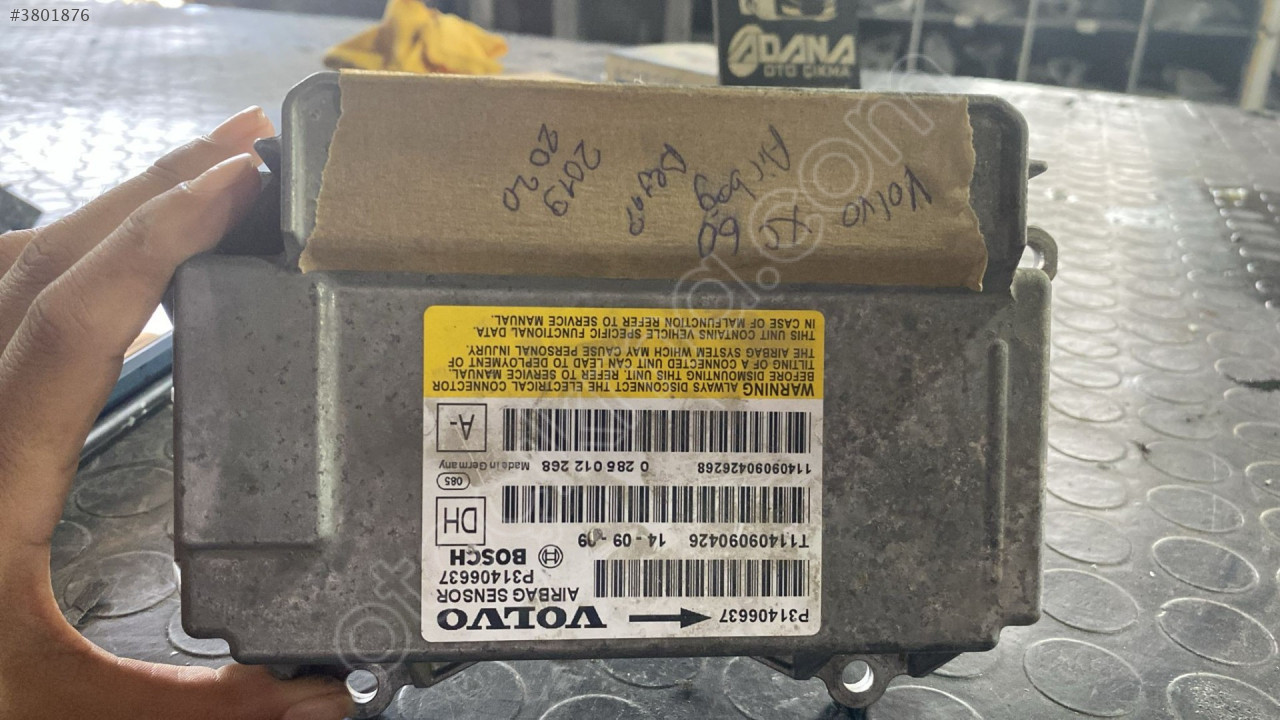 #3801876
ADANA
OTO ÇIKMA
Volvo
XC
60
Airbag
Beyni
2019
2020
VOLVO
AIRBAG SENSOR
P31406637
BOSCH
P31406637
T11409090426
14 - 09 - 09
DH
085
Made in Germany
0 285 012 268
11409090426268
A-
WARNING ALWAYS DISCONNECT THE ELECTRICAL CONNECTOR
BEFORE DISMOUNTING THIS UNIT. REFER TO SERVICE MANUAL.
TILTING OF A CONNECTED UNIT CAN LEAD TO DEPLOYMENT OF
THE AIRBAG SYSTEM WHICH MAY CAUSE PERSONAL INJURY.
THIS UNIT CONTAINS VEHICLE SPECIFIC FUNCTIONAL DATA.
IN CASE OF MALFUNCTION REFER TO SERVICE MANUAL.